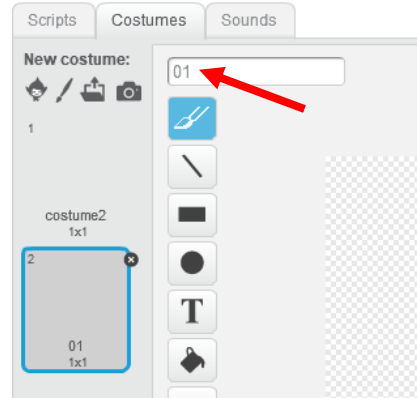 Scripts Costumes Sounds
New costume:
01
1
costume2
1x1
2
01
1x1
T